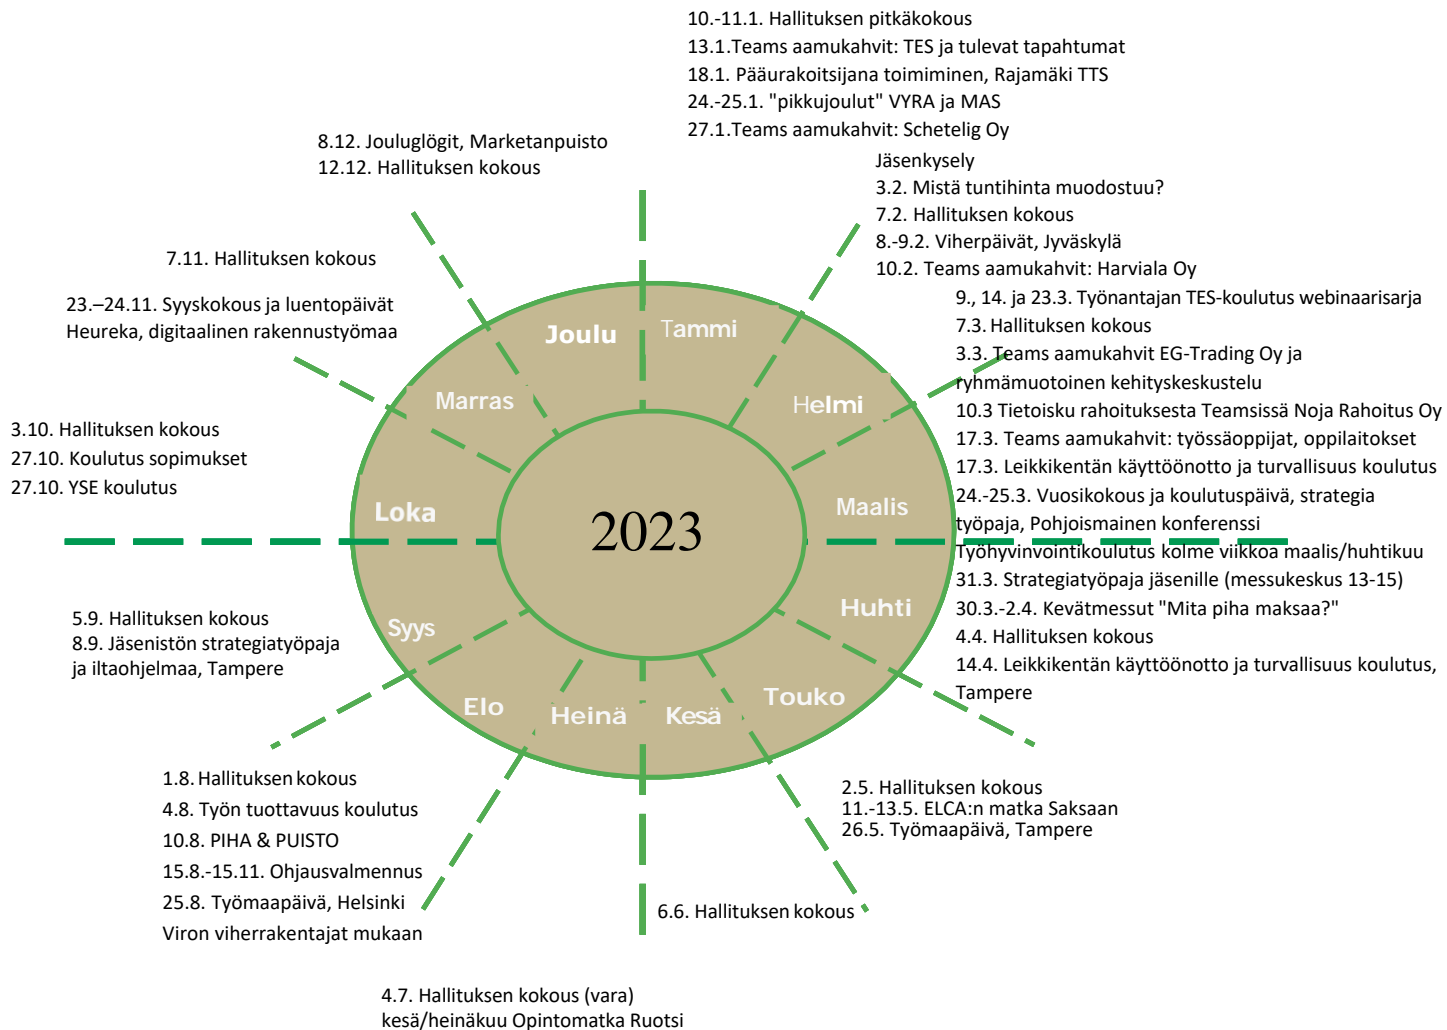 10.-11.1. Hallituksen pitkäkokous
13.1.Teams aamukahvit: TES ja tulevat tapahtumat
18.1. Pääurakoitsijana toimiminen, Rajamäki TTS
24.-25.1. "pikkujoulut" VYRA ja MAS
27.1.Teams aamukahvit: Schetelig Oy
Jäsenkysely
3.2. Mistä tuntihinta muodostuu?
7.2. Hallituksen kokous
8.-9.2. Viherpäivät, Jyväskylä
10.2. Teams aamukahvit: Harviala Oy
9., 14. ja 23.3. Työnantajan TES-koulutus webinaarisarja
7.3. Hallituksen kokous
3.3. Teams aamukahvit EG-Trading Oy ja
ryhmämuotoinen kehityskeskustelu
10.3 Tietoisku rahoituksesta Teamsissä Noja Rahoitus Oy
17.3. Teams aamukahvit: työssäoppijat, oppilaitokset
17.3. Leikkikentän käyttöönotto ja turvallisuus koulutus
24.-25.3. Vuosikokous ja koulutuspäivä, strategia
työpaja, Pohjoismainen konferenssi
Työhyvinvointikoulutus kolme viikkoa maalis/huhtikuu
31.3. Strategiatyöpaja jäsenille (messukeskus 13-15)
30.3.-2.4. Kevätmessut "Mita piha maksaa?"
4.4. Hallituksen kokous
14.4. Leikkikentän käyttöönotto ja turvallisuus koulutus,
Tampere
2.5. Hallituksen kokous
11.-13.5. ELCA:n matka Saksaan
26.5. Työmaapäivä, Tampere
6.6. Hallituksen kokous
4.7. Hallituksen kokous (vara)
kesä/heinäkuu Opintomatka Ruotsi
1.8. Hallituksen kokous
4.8. Työn tuottavuus koulutus
10.8. PIHA & PUISTO
15.8.-15.11. Ohjausvalmennus
25.8. Työmaapäivä, Helsinki
Viron viherrakentajat mukaan
5.9. Hallituksen kokous
8.9. Jäsenistön strategiatyöpaja
ja iltaohjelmaa, Tampere
3.10. Hallituksen kokous
27.10. Koulutus sopimukset
27.10. YSE koulutus
7.11. Hallituksen kokous
23.–24.11. Syyskokous ja luentopäivät
Heureka, digitaalinen rakennustyömaa
8.12. Jouluglögit, Marketanpuisto
12.12. Hallituksen kokous
Tammi
Helmi
Maalis
Huhti
Touko
Kesä
Heinä
Elo
Syys
Loka
Marras
Joulu
2023